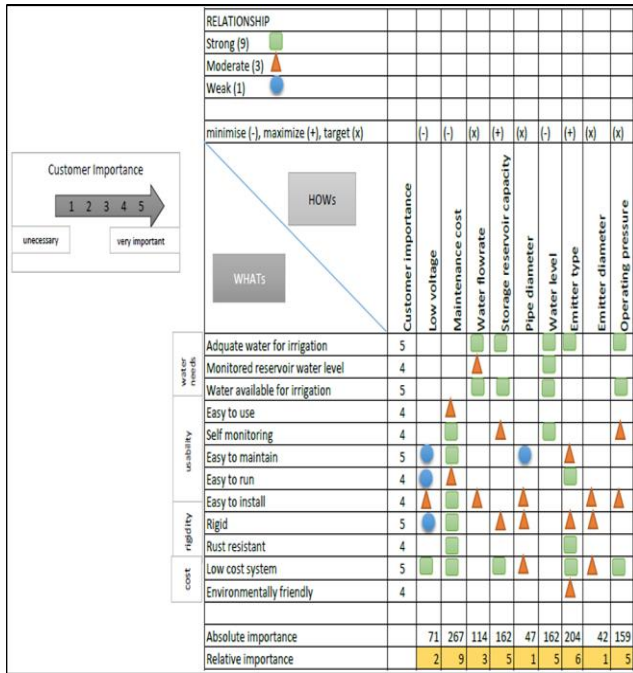 RELATIONSHIP
Strong (9)
Moderate (3)
Weak (1)
minimise (-), maximize (+), target (x) (-) (-) (x) (+) (x) (-) (+) (x) (x)
Customer Importance
1 2 3 4 5
unecessary very important
HOWs
WHATs
Customer importance
Low voltage
Maintenance cost
Water flowrate
Storage reservoir capacity
Pipe diameter
Water level
Emitter type
Emitter diameter
Operating pressure
water needs
Adquate water for irrigation 5
Monitored reservoir water level 4
Water available for irrigation 5
usability
Easy to use 4
Self monitoring 4
Easy to maintain 5
Easy to run 4
Easy to install 4
rigidity
Rigid 5
Rust resistant 4
cost
Low cost system 5
Environmentally friendly 4
Absolute importance 71 267 114 162 47 162 204 42 159
Relative importance 2 9 3 5 1 5 6 1 5